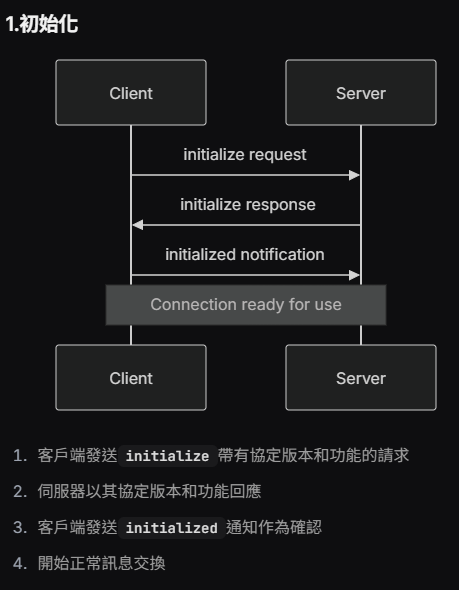 1.初始化
Client Server
initialize request
initialize response
initialized notification
Connection ready for use
Client Server
1. 客戶端發送 initialize 帶有協定版本和功能的請求
2. 伺服器以其協定版本和功能回應
3. 客戶端發送 initialized 通知作為確認
4. 開始正常訊息交換